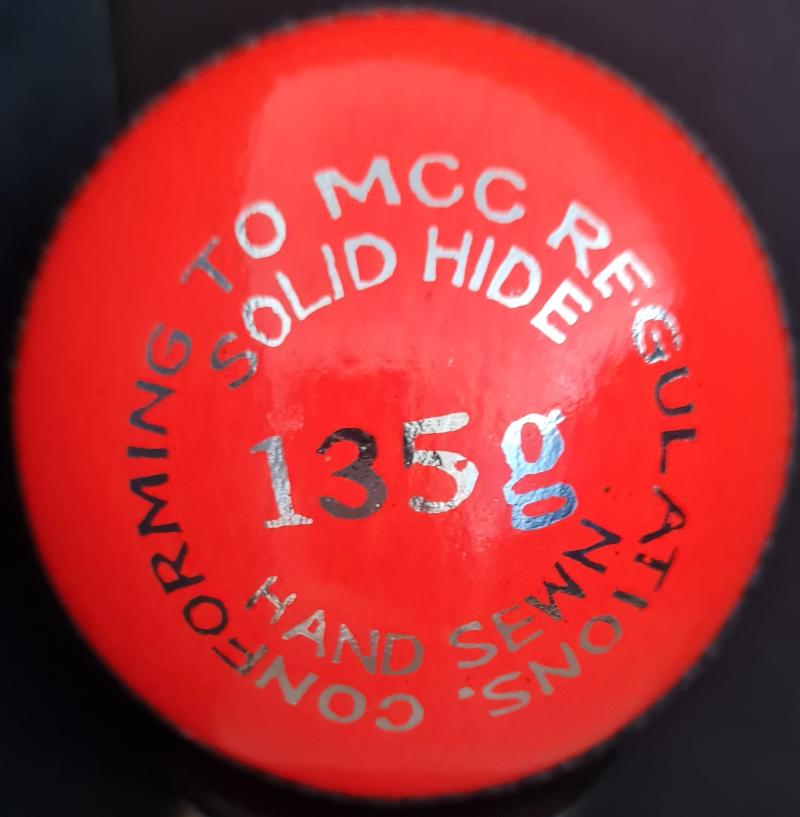 CONFORMING TO MCC REGULATIONS.
SOLID HIDE
135g
HAND SEWN